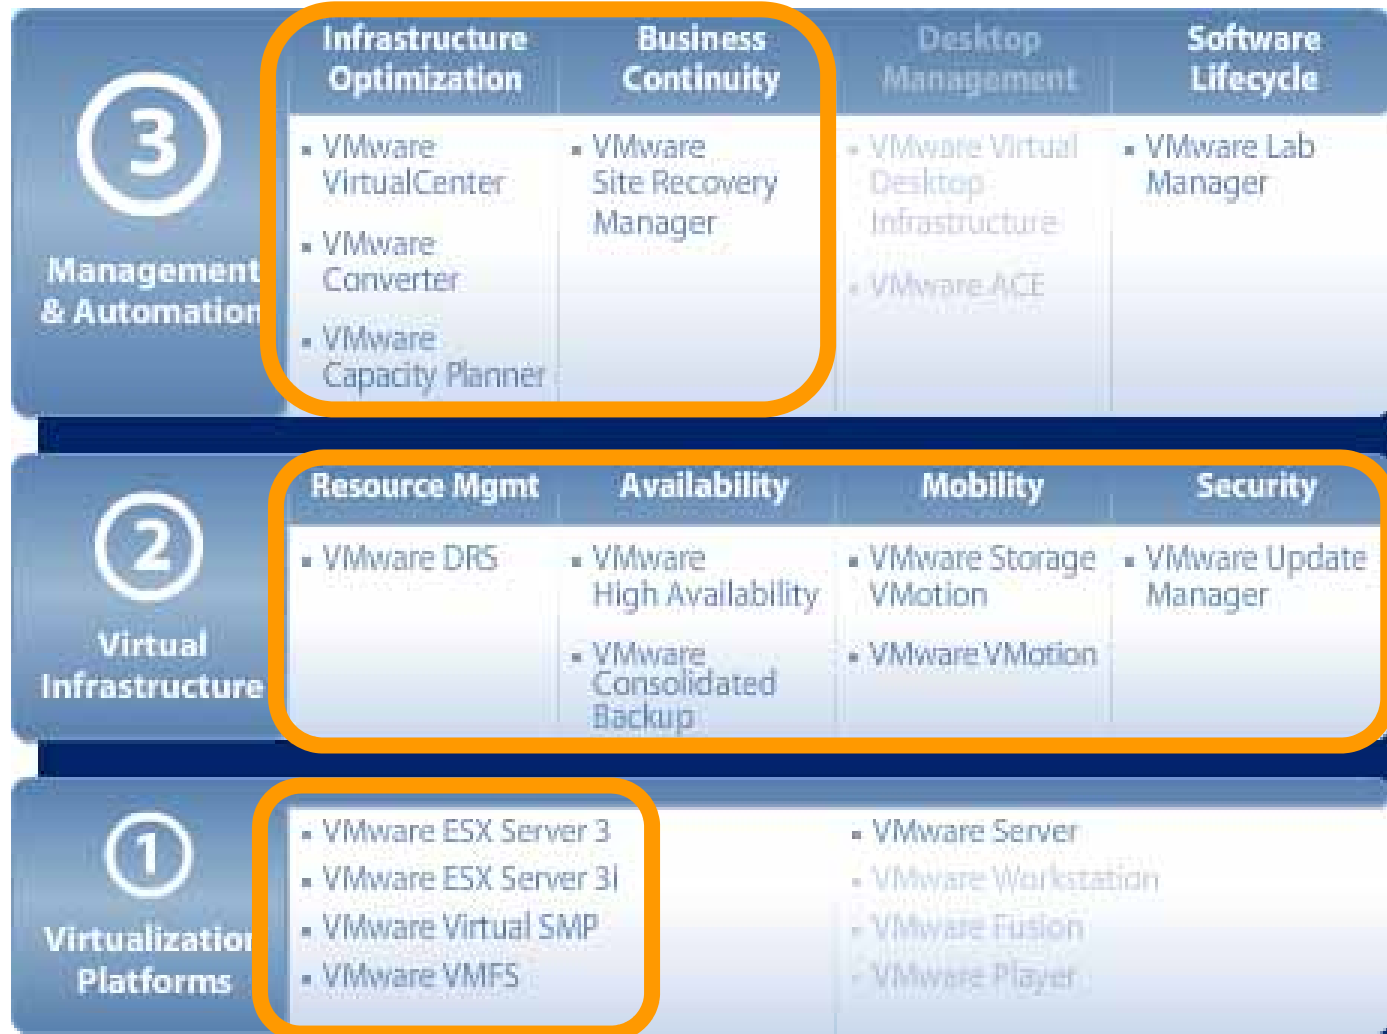 3
Management
& Automation
Infrastructure
Optimization
▪ VMware
VirtualCenter
▪ VMware
Converter
▪ VMware
Capacity Planner
Business
Continuity
▪ VMware
Site Recovery
Manager
Desktop
Management
▪ VMware Virtual
Desktop
Infrastructure
▪ VMware ACE
Software
Lifecycle
▪ VMware Lab
Manager
2
Virtual
Infrastructure
Resource Mgmt
▪ VMware DRS
Availability
▪ VMware
High Availability
▪ VMware
Consolidated
Backup
Mobility
▪ VMware Storage
VMotion
▪ VMware VMotion
Security
▪ VMware Update
Manager
1
Virtualization
Platforms
▪ VMware ESX Server 3
▪ VMware ESX Server 3i
▪ VMware Virtual SMP
▪ VMware VMFS
▪ VMware Server
▪ VMware Workstation
▪ VMware Fusion
▪ VMware Player